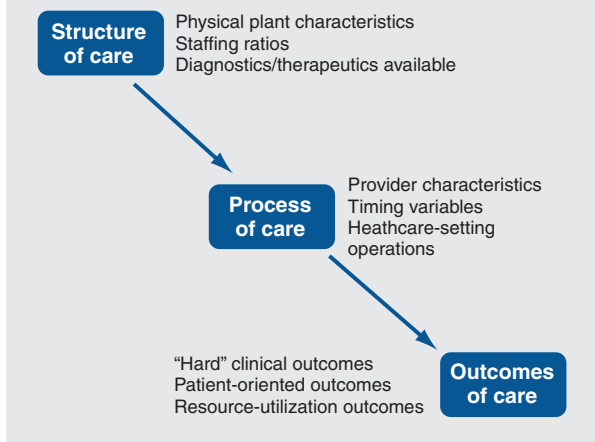 Structure
of care
Physical plant characteristics
Staffing ratios
Diagnostics/therapeutics available
Process
of care
Provider characteristics
Timing variables
Heathcare-setting
operations
“Hard” clinical outcomes
Patient-oriented outcomes
Resource-utilization outcomes
Outcomes
of care